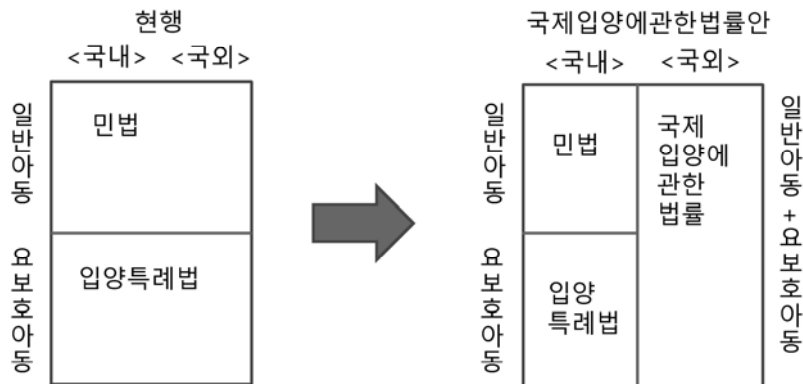 현행
<국내> <국외>
일반아동
민법
요보호아동
입양특례법
국제입양에관한법률안
<국내> <국외>
일반아동
민법
국제
입양에
관한
법률
요보호아동
입양
특례법
일반아동+요보호아동